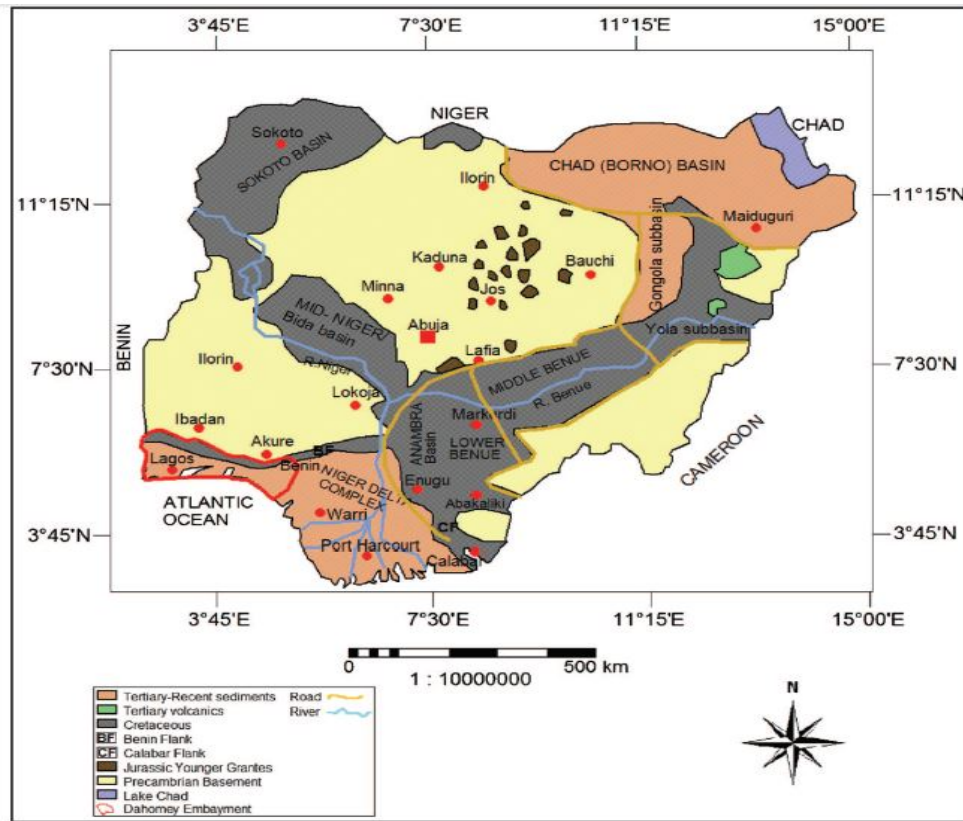 3°45'E 7°30'E 11°15'E 15°00'E
NIGER
CHAD
Sokoto
SOKOTO BASIN
CHAD (BORNO) BASIN
Ilorin
11°15'N
11°15'N
Maiduguri
Gongola subbasin
Kaduna
Bauchi
Minna
Jos
MID- NIGER/
Bida basin
Abuja
Yola subbasin
BENIN
Lafia
7°30'N
7°30'N
Ilorin
R.Niger
MIDDLE BENUE
R. Benue
Lokoja
Ibadan
Markurdi
ANAMBRA
Basin
LOWER
BENUE
CAMEROON
Akure
BF
Lagos
Benin
NIGER DELTA
COMPLEX
Enugu
Abakaliki
ATLANTIC
OCEAN
Warri
CF
3°45'N
3°45'N
Port Harcourt
Calabar
3°45'E 7°30'E 11°15'E 15°00'E
0 500 km
1 : 10000000
N
Tertiary-Recent sediments Road
Tertiary volcanics River
Cretaceous
BF Benin Flank
CF Calabar Flank
Jurassic Younger Grantes
Precambrian Basement
Lake Chad
Dahomey Embayment